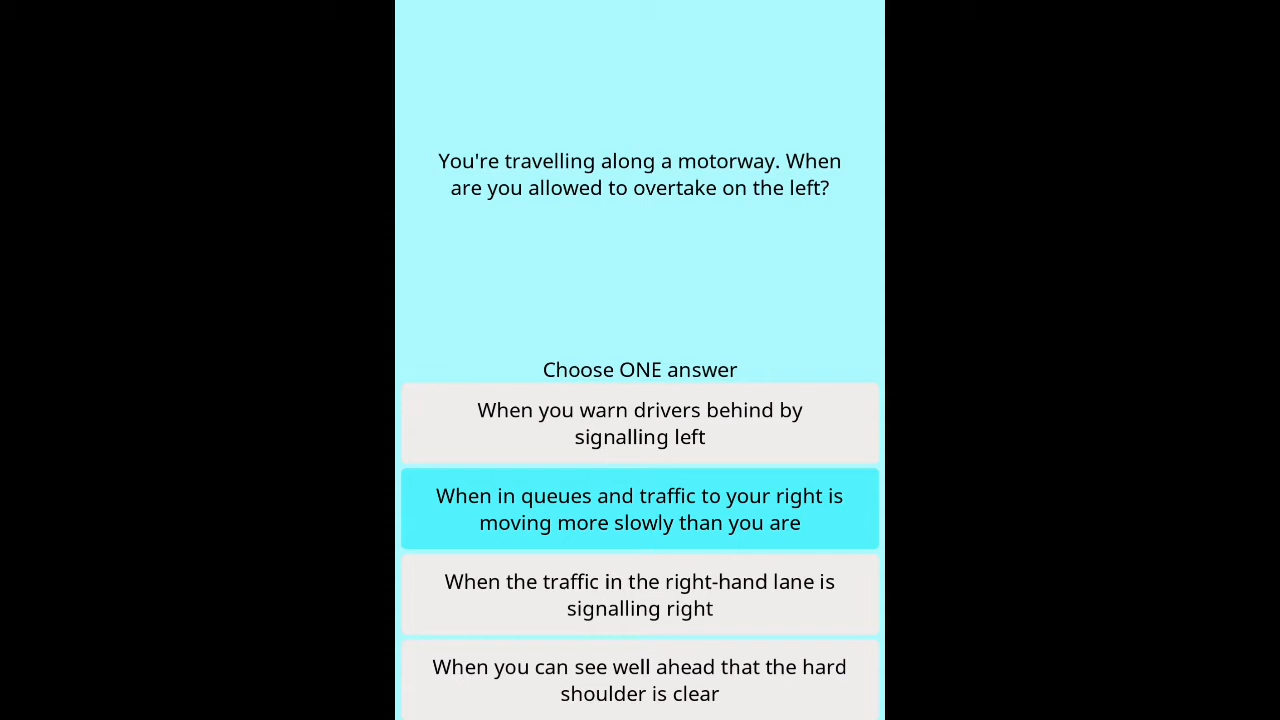 You're travelling along a motorway. When
are you allowed to overtake on the left?
Choose ONE answer
When you warn drivers behind by
signalling left
When in queues and traffic to your right is
moving more slowly than you are
When the traffic in the right-hand lane is
signalling right
When you can see well ahead that the hard
shoulder is clear